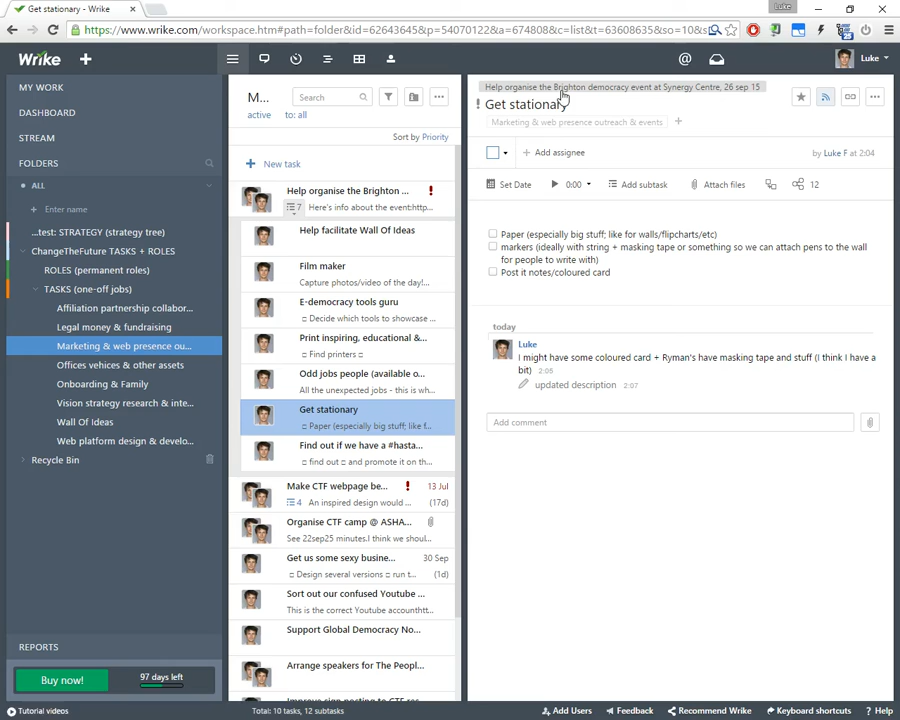 Get stationary - Wrike
Luke
https://www.wrike.com/workspace.htm#path=folder&id=62643645&p=54070122&a=674808&c=list&t=63608635&so=10&s
Wrike
Luke
MY WORK
DASHBOARD
STREAM
FOLDERS
ALL
Enter name
...test: STRATEGY (strategy tree)
ChangeTheFuture TASKS + ROLES
ROLES (permanent roles)
TASKS (one-off jobs)
Affiliation partnership collabor...
Legal money & fundraising
Marketing & web presence ou...
Offices vehices & other assets
Onboarding & Family
Vision strategy research & inte...
Wall Of Ideas
Web platform design & develo...
Recycle Bin
REPORTS
Buy now!
97 days left
Tutorial videos
M...
Search
active to: all
Sort by Priority
New task
Help organise the Brighton ...
7 Here's info about the event:http...
Help facilitate Wall Of Ideas
Film maker
Capture photos/video of the day!...
E-democracy tools guru
□ Decide which tools to showcase ...
Print inspiring, educational &...
□ Find printers □
Odd jobs people (available o...
All the unexpected jobs - this is wh...
Get stationary
□ Paper (especially big stuff; like f...
Find out if we have a #hasta...
□ find out □ and promote it on th...
Make CTF webpage be... 13 Jul
4 An inspired design would ... (17d)
Organise CTF camp @ ASHA...
See 22sep25 minutes.I think we shoul...
Get us some sexy busine... 30 Sep
□ Design several versions □ run t... (1d)
Sort out our confused Youtube ...
This is the correct Youtube accounthttt...
Support Global Democracy No...
Arrange speakers for The Peopl...
Improve sign posting to CTF res...
Total: 10 tasks, 12 subtasks
Help organise the Brighton democracy event at Synergy Centre, 26 sep 15
Get stationary
Marketing & web presence outreach & events
Add assignee
by Luke F at 2:04
Set Date
0:00
Add subtask
Attach files
12
Paper (especially big stuff; like for walls/flipcharts/etc)
markers (ideally with string + masking tape or something so we can attach pens to the wall
for people to write with)
Post it notes/coloured card
today
Luke
I might have some coloured card + Ryman's have masking tape and stuff (I think I have a
bit) 2:05
updated description 2:07
Add comment
Add Users
Feedback
Recommend Wrike
Keyboard shortcuts
Help